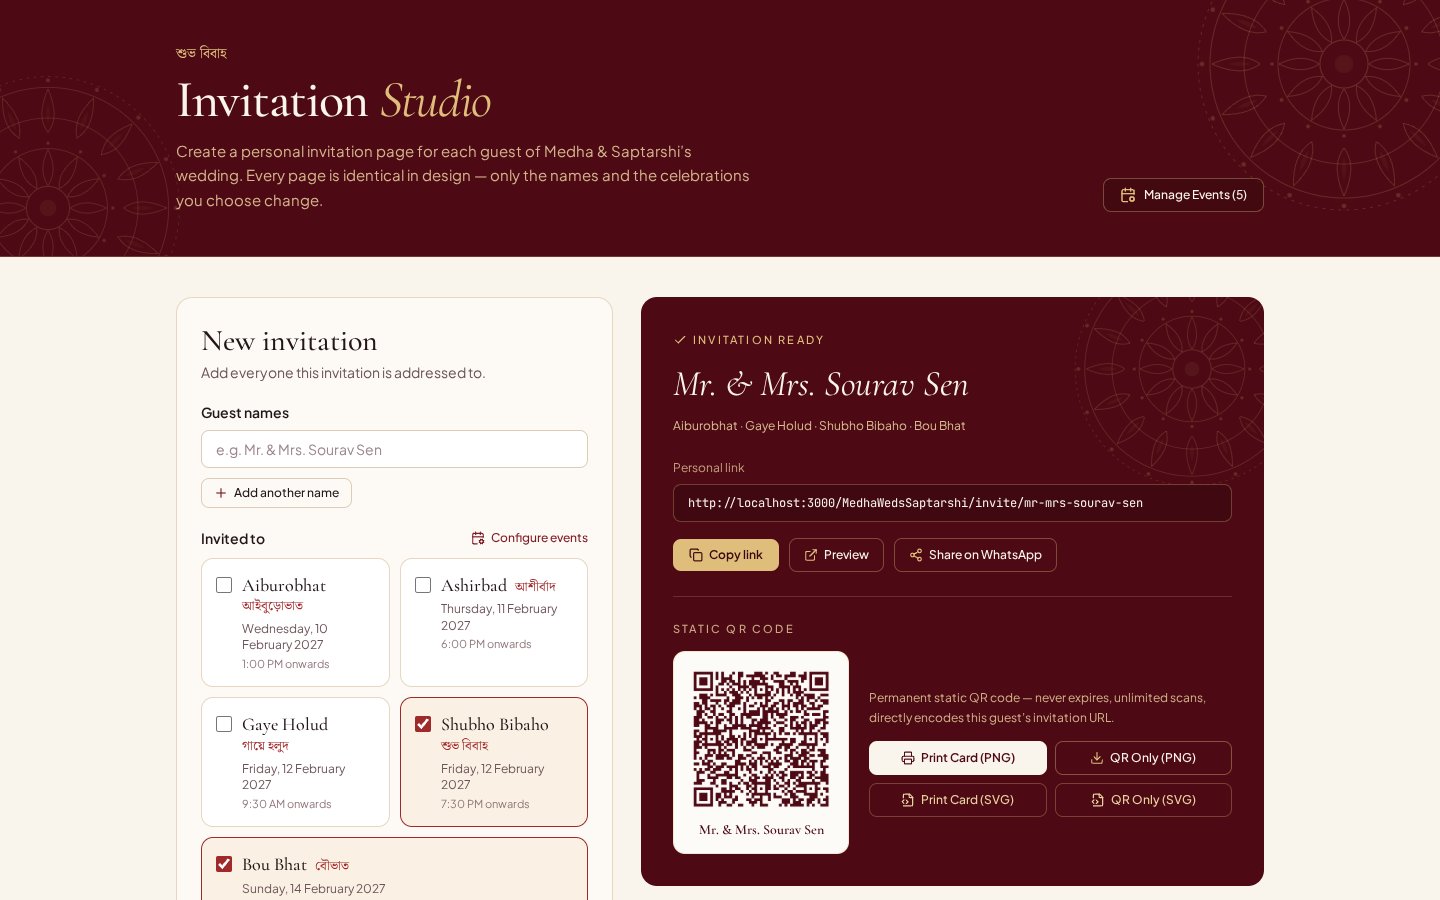 শুভ বিবাহ
Invitation Studio
Create a personal invitation page for each guest of Medha & Saptarshi's
wedding. Every page is identical in design — only the names and the celebrations
you choose change.
Manage Events (5)
New invitation
Add everyone this invitation is addressed to.
Guest names
e.g. Mr. & Mrs. Sourav Sen
Add another name
Invited to
Configure events
Aiburobhat
আইবুড়োভাত
Wednesday, 10
February 2027
1:00 PM onwards
Ashirbad আশীর্বাদ
Thursday, 11 February
2027
6:00 PM onwards
Gaye Holud
গায়ে হলুদ
Friday, 12 February
2027
9:30 AM onwards
Shubho Bibaho
শুভ বিবাহ
Friday, 12 February
2027
7:30 PM onwards
Bou Bhat বৌভাত
Sunday, 14 February 2027
INVITATION READY
Mr. & Mrs. Sourav Sen
Aiburobhat · Gaye Holud · Shubho Bibaho · Bou Bhat
Personal link
http://localhost:3000/MedhaWedsSaptarshi/invite/mr-mrs-sourav-sen
Copy link
Preview
Share on WhatsApp
STATIC QR CODE
Mr. & Mrs. Sourav Sen
Permanent static QR code — never expires, unlimited scans,
directly encodes this guest's invitation URL.
Print Card (PNG)
QR Only (PNG)
Print Card (SVG)
QR Only (SVG)